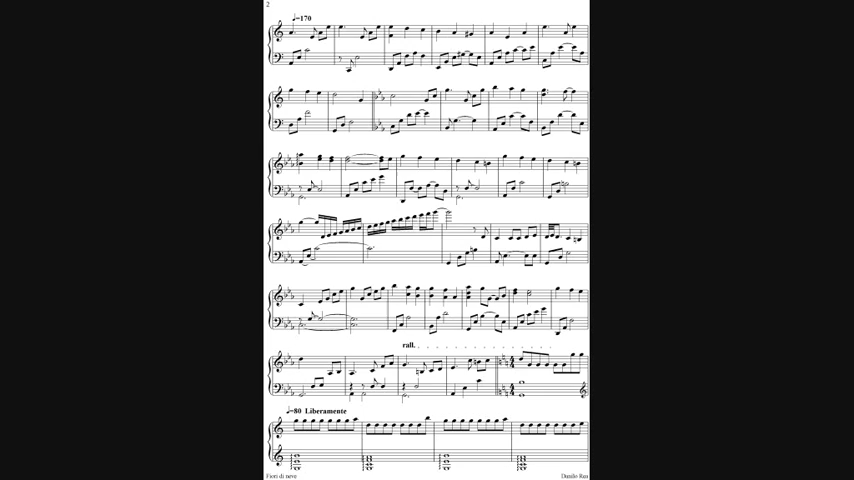 2
♩=170
rall.
♩=80 Liberamente
Fiori di neve
Danilo Rea